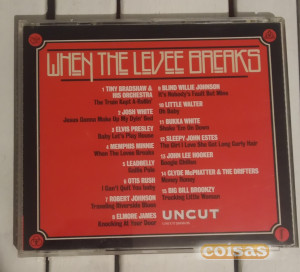 WHEN THE LEVEE BREAKS
1 TINY BRADSHAW &
HIS ORCHESTRA
The Train Kept A-Rollin'
2 JOSH WHITE
Jesus Gonna Make Up My Dyin' Bed
3 ELVIS PRESLEY
Baby Let's Play House
4 MEMPHIS MINNIE
When The Levee Breaks
5 LEADBELLY
Gallis Pole
6 OTIS RUSH
I Can't Quit You Baby
7 ROBERT JOHNSON
Traveling Riverside Blues
8 ELMORE JAMES
Knocking At Your Door
9 BLIND WILLIE JOHNSON
It's Nobody's Fault But Mine
10 LITTLE WALTER
Oh Baby
11 BUKKA WHITE
Shake 'Em On Down
12 SLEEPY JOHN ESTES
The Girl I Love She Got Long Curly Hair
13 JOHN LEE HOOKER
Boogie Chillen
14 CLYDE McPHATTER & THE DRIFTERS
Money Honey
15 BIG BILL BROONZY
Trucking Little Woman
UNCUT
coisas